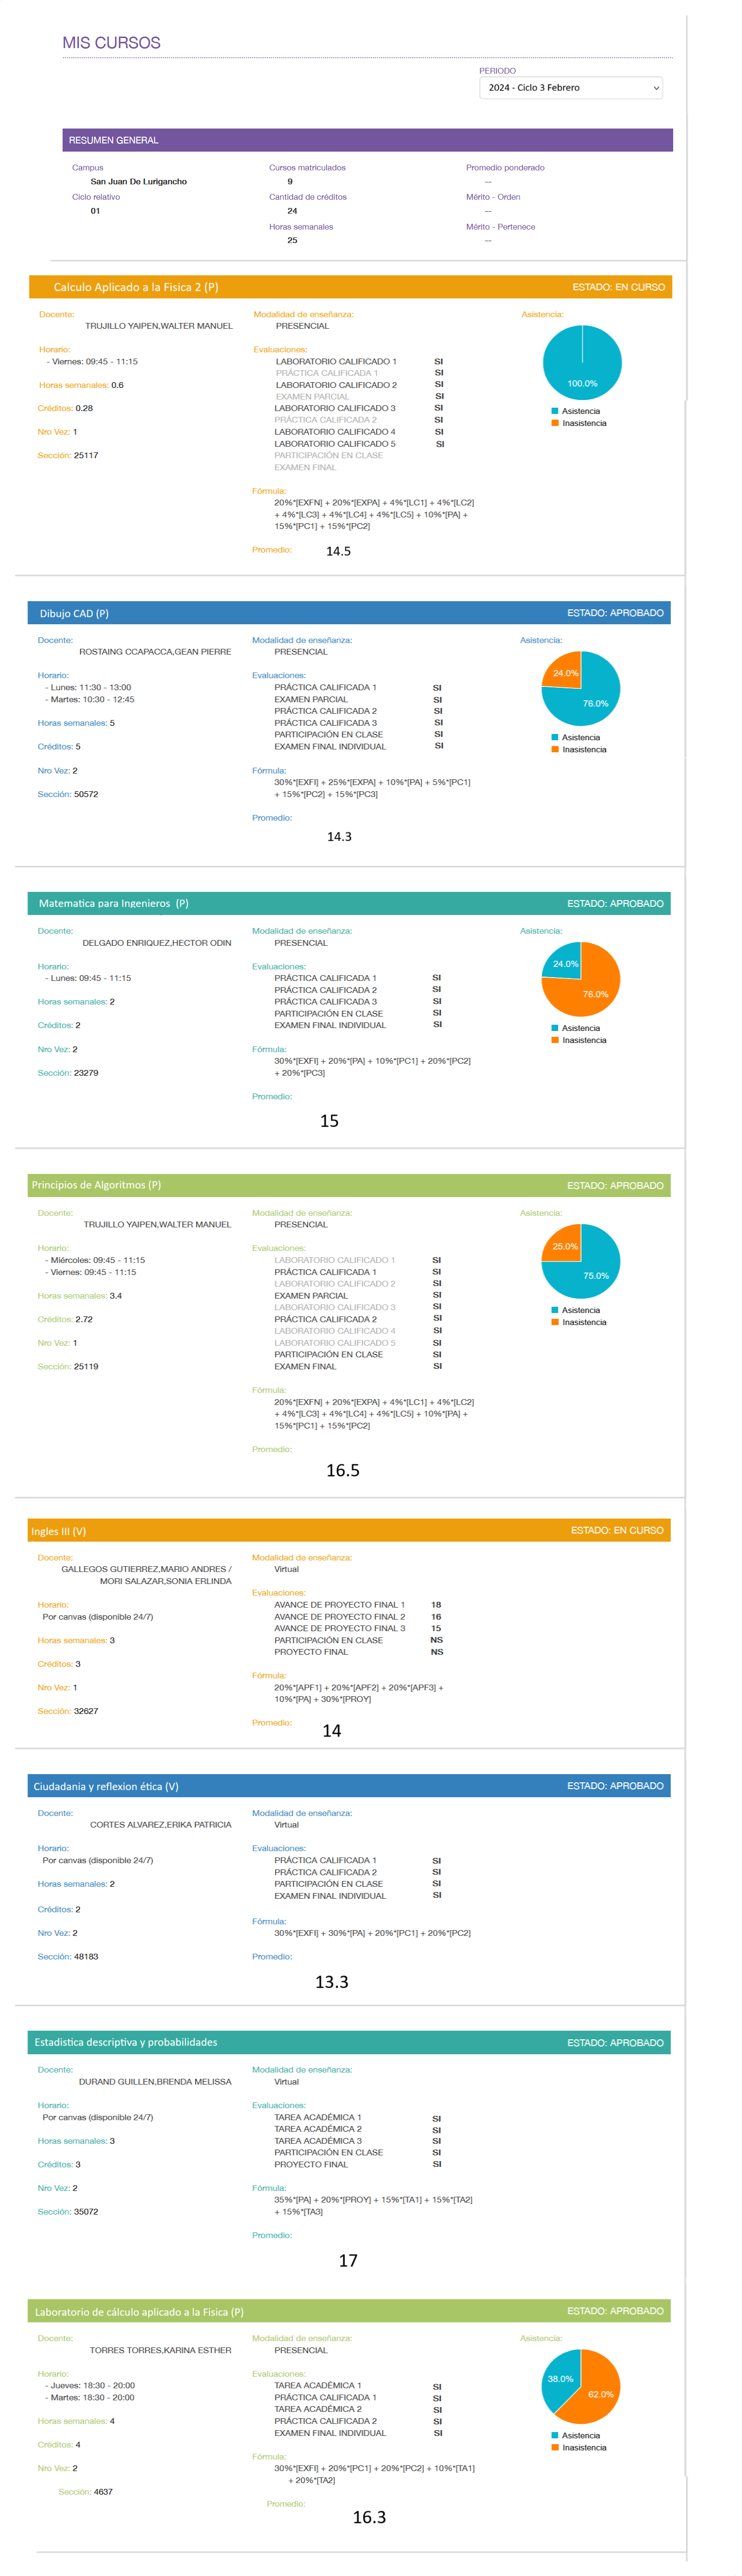 MIS CURSOS
PERIODO
2024 - Ciclo 3 Febrero
RESUMEN GENERAL
Campus
San Juan De Lurigancho
Ciclo relativo
01
Cursos matriculados
9
Cantidad de créditos
24
Horas semanales
25
Promedio ponderado
--
Mérito - Orden
--
Mérito - Pertenece
--
Calculo Aplicado a la Fisica 2 (P)
ESTADO: EN CURSO
Docente:
TRUJILLO YAIPEN,WALTER MANUEL
Horario:
- Viernes: 09:45 - 11:15
Horas semanales: 0.6
Créditos: 0.28
Nro Vez: 1
Sección: 25117
Modalidad de enseñanza:
PRESENCIAL
Evaluaciones:
LABORATORIO CALIFICADO 1 SI
PRÁCTICA CALIFICADA 1 SI
LABORATORIO CALIFICADO 2 SI
EXAMEN PARCIAL SI
LABORATORIO CALIFICADO 3 SI
PRÁCTICA CALIFICADA 2 SI
LABORATORIO CALIFICADO 4 SI
LABORATORIO CALIFICADO 5 SI
PARTICIPACIÓN EN CLASE
EXAMEN FINAL
Fórmula:
20%*[EXFN] + 20%*[EXPA] + 4%*[LC1] + 4%*[LC2]
+ 4%*[LC3] + 4%*[LC4] + 4%*[LC5] + 10%*[PA] +
15%*[PC1] + 15%*[PC2]
Promedio: 14.5
Asistencia:
100.0%
Asistencia
Inasistencia
Dibujo CAD (P)
ESTADO: APROBADO
Docente:
ROSTAING CCAPACCA,GEAN PIERRE
Horario:
- Lunes: 11:30 - 13:00
- Martes: 10:30 - 12:45
Horas semanales: 5
Créditos: 5
Nro Vez: 2
Sección: 50572
Modalidad de enseñanza:
PRESENCIAL
Evaluaciones:
PRÁCTICA CALIFICADA 1 SI
EXAMEN PARCIAL SI
PRÁCTICA CALIFICADA 2 SI
PRÁCTICA CALIFICADA 3 SI
PARTICIPACIÓN EN CLASE SI
EXAMEN FINAL INDIVIDUAL SI
Fórmula:
30%*[EXFI] + 25%*[EXPA] + 10%*[PA] + 5%*[PC1]
+ 15%*[PC2] + 15%*[PC3]
Promedio:
14.3
Asistencia:
24.0%
76.0%
Asistencia
Inasistencia
Matematica para Ingenieros (P)
ESTADO: APROBADO
Docente:
DELGADO ENRIQUEZ,HECTOR ODIN
Horario:
- Lunes: 09:45 - 11:15
Horas semanales: 2
Créditos: 2
Nro Vez: 2
Sección: 23279
Modalidad de enseñanza:
PRESENCIAL
Evaluaciones:
PRÁCTICA CALIFICADA 1 SI
PRÁCTICA CALIFICADA 2 SI
PRÁCTICA CALIFICADA 3 SI
PARTICIPACIÓN EN CLASE SI
EXAMEN FINAL INDIVIDUAL SI
Fórmula:
30%*[EXFI] + 20%*[PA] + 10%*[PC1] + 20%*[PC2]
+ 20%*[PC3]
Promedio:
15
Asistencia:
24.0%
76.0%
Asistencia
Inasistencia
Principios de Algoritmos (P)
ESTADO: APROBADO
Docente:
TRUJILLO YAIPEN,WALTER MANUEL
Horario:
- Miércoles: 09:45 - 11:15
- Viernes: 09:45 - 11:15
Horas semanales: 3.4
Créditos: 2.72
Nro Vez: 1
Sección: 25119
Modalidad de enseñanza:
PRESENCIAL
Evaluaciones:
LABORATORIO CALIFICADO 1 SI
PRÁCTICA CALIFICADA 1 SI
LABORATORIO CALIFICADO 2 SI
EXAMEN PARCIAL SI
LABORATORIO CALIFICADO 3 SI
PRÁCTICA CALIFICADA 2 SI
LABORATORIO CALIFICADO 4 SI
LABORATORIO CALIFICADO 5 SI
PARTICIPACIÓN EN CLASE SI
EXAMEN FINAL SI
Fórmula:
20%*[EXFN] + 20%*[EXPA] + 4%*[LC1] + 4%*[LC2]
+ 4%*[LC3] + 4%*[LC4] + 4%*[LC5] + 10%*[PA] +
15%*[PC1] + 15%*[PC2]
Promedio:
16.5
Asistencia:
25.0%
75.0%
Asistencia
Inasistencia
Ingles III (V)
ESTADO: EN CURSO
Docente:
GALLEGOS GUTIERREZ,MARIO ANDRES /
MORI SALAZAR,SONIA ERLINDA
Horario:
Por canvas (disponible 24/7)
Horas semanales: 3
Créditos: 3
Nro Vez: 1
Sección: 32627
Modalidad de enseñanza:
Virtual
Evaluaciones:
AVANCE DE PROYECTO FINAL 1 18
AVANCE DE PROYECTO FINAL 2 16
AVANCE DE PROYECTO FINAL 3 15
PARTICIPACIÓN EN CLASE NS
PROYECTO FINAL NS
Fórmula:
20%*[APF1] + 20%*[APF2] + 20%*[APF3] +
10%*[PA] + 30%*[PROY]
Promedio: 14
Ciudadania y reflexion ética (V)
ESTADO: APROBADO
Docente:
CORTES ALVAREZ,ERIKA PATRICIA
Horario:
Por canvas (disponible 24/7)
Horas semanales: 2
Créditos: 2
Nro Vez: 2
Sección: 48183
Modalidad de enseñanza:
Virtual
Evaluaciones:
PRÁCTICA CALIFICADA 1 SI
PRÁCTICA CALIFICADA 2 SI
PARTICIPACIÓN EN CLASE SI
EXAMEN FINAL INDIVIDUAL SI
Fórmula:
30%*[EXFI] + 30%*[PA] + 20%*[PC1] + 20%*[PC2]
Promedio:
13.3
Estadistica descriptiva y probabilidades
ESTADO: APROBADO
Docente:
DURAND GUILLEN,BRENDA MELISSA
Horario:
Por canvas (disponible 24/7)
Horas semanales: 3
Créditos: 3
Nro Vez: 2
Sección: 35072
Modalidad de enseñanza:
Virtual
Evaluaciones:
TAREA ACADÉMICA 1 SI
TAREA ACADÉMICA 2 SI
TAREA ACADÉMICA 3 SI
PARTICIPACIÓN EN CLASE SI
PROYECTO FINAL SI
Fórmula:
35%*[PA] + 20%*[PROY] + 15%*[TA1] + 15%*[TA2]
+ 15%*[TA3]
Promedio:
17
Laboratorio de cálculo aplicado a la Fisica (P)
ESTADO: APROBADO
Docente:
TORRES TORRES,KARINA ESTHER
Horario:
- Jueves: 18:30 - 20:00
- Martes: 18:30 - 20:00
Horas semanales: 4
Créditos: 4
Nro Vez: 2
Sección: 4637
Modalidad de enseñanza:
PRESENCIAL
Evaluaciones:
TAREA ACADÉMICA 1 SI
PRÁCTICA CALIFICADA 1 SI
TAREA ACADÉMICA 2 SI
PRÁCTICA CALIFICADA 2 SI
EXAMEN FINAL INDIVIDUAL SI
Fórmula:
30%*[EXFI] + 20%*[PC1] + 20%*[PC2] + 10%*[TA1]
+ 20%*[TA2]
Promedio:
16.3
Asistencia:
38.0%
62.0%
Asistencia
Inasistencia